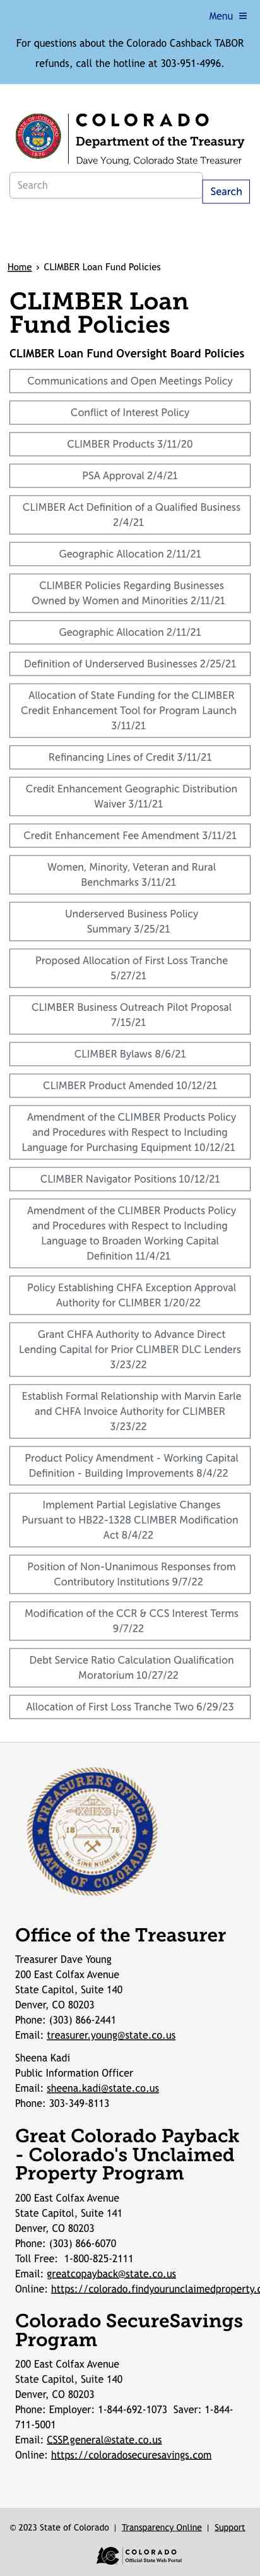 Menu ≡
For questions about the Colorado Cashback TABOR
refunds, call the hotline at 303-951-4996.
COLORADO
Department of the Treasury
Dave Young, Colorado State Treasurer
Search
Search
Home › CLIMBER Loan Fund Policies
CLIMBER Loan
Fund Policies
CLIMBER Loan Fund Oversight Board Policies
Communications and Open Meetings Policy
Conflict of Interest Policy
CLIMBER Products 3/11/20
PSA Approval 2/4/21
CLIMBER Act Definition of a Qualified Business
2/4/21
Geographic Allocation 2/11/21
CLIMBER Policies Regarding Businesses
Owned by Women and Minorities 2/11/21
Geographic Allocation 2/11/21
Definition of Underserved Businesses 2/25/21
Allocation of State Funding for the CLIMBER
Credit Enhancement Tool for Program Launch
3/11/21
Refinancing Lines of Credit 3/11/21
Credit Enhancement Geographic Distribution
Waiver 3/11/21
Credit Enhancement Fee Amendment 3/11/21
Women, Minority, Veteran and Rural
Benchmarks 3/11/21
Underserved Business Policy
Summary 3/25/21
Proposed Allocation of First Loss Tranche
5/27/21
CLIMBER Business Outreach Pilot Proposal
7/15/21
CLIMBER Bylaws 8/6/21
CLIMBER Product Amended 10/12/21
Amendment of the CLIMBER Products Policy
and Procedures with Respect to Including
Language for Purchasing Equipment 10/12/21
CLIMBER Navigator Positions 10/12/21
Amendment of the CLIMBER Products Policy
and Procedures with Respect to Including
Language to Broaden Working Capital
Definition 11/4/21
Policy Establishing CHFA Exception Approval
Authority for CLIMBER 1/20/22
Grant CHFA Authority to Advance Direct
Lending Capital for Prior CLIMBER DLC Lenders
3/23/22
Establish Formal Relationship with Marvin Earle
and CHFA Invoice Authority for CLIMBER
3/23/22
Product Policy Amendment - Working Capital
Definition - Building Improvements 8/4/22
Implement Partial Legislative Changes
Pursuant to HB22-1328 CLIMBER Modification
Act 8/4/22
Position of Non-Unanimous Responses from
Contributory Institutions 9/7/22
Modification of the CCR & CCS Interest Terms
9/7/22
Debt Service Ratio Calculation Qualification
Moratorium 10/27/22
Allocation of First Loss Tranche Two 6/29/23
TREASURERS OFFICE
18 76
NIL SINE NUMINE
STATE OF COLORADO
Office of the Treasurer
Treasurer Dave Young
200 East Colfax Avenue
State Capitol, Suite 140
Denver, CO 80203
Phone: (303) 866-2441
Email: treasurer.young@state.co.us
Sheena Kadi
Public Information Officer
Email: sheena.kadi@state.co.us
Phone: 303-349-8113
Great Colorado Payback
- Colorado's Unclaimed
Property Program
200 East Colfax Avenue
State Capitol, Suite 141
Denver, CO 80203
Phone: (303) 866-6070
Toll Free: 1-800-825-2111
Email: greatcopayback@state.co.us
Online: https://colorado.findyourunclaimedproperty.c
Colorado SecureSavings
Program
200 East Colfax Avenue
State Capitol, Suite 140
Denver, CO 80203
Phone: Employer: 1-844-692-1073 Saver: 1-844-
711-5001
Email: CSSP.general@state.co.us
Online: https://coloradosecuresavings.com
© 2023 State of Colorado | Transparency Online | Support
COLORADO
Official State Web Portal